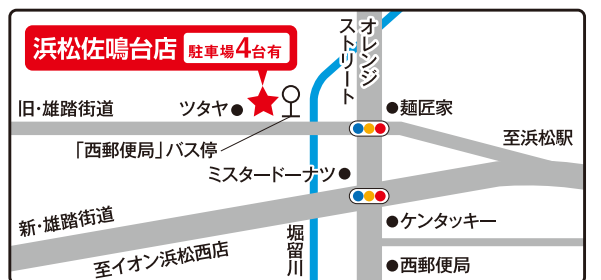 浜松佐鳴台店
駐車場4台有
オレンジ
ストリート
旧・雄踏街道
ツタヤ
麺匠家
「西郵便局」バス停
至浜松駅
ミスタードーナツ
新・雄踏街道
ケンタッキー
堀留川
至イオン浜松西店
西郵便局